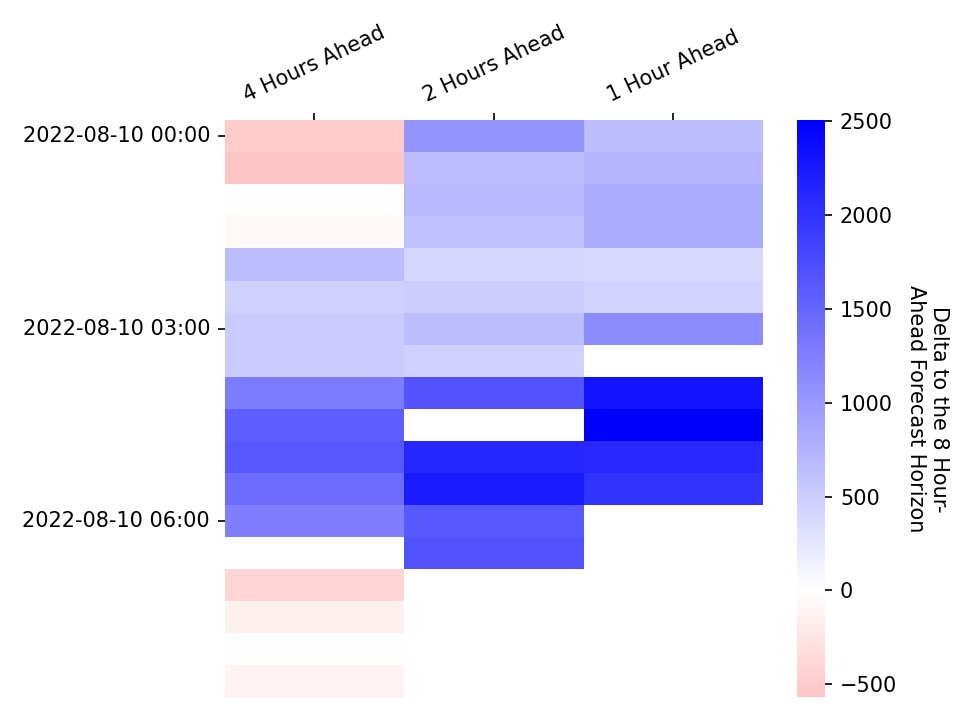 4 Hours Ahead
2 Hours Ahead
1 Hour Ahead
2022-08-10 00:00
2022-08-10 03:00
2022-08-10 06:00
2500
2000
1500
1000
500
0
−500
Delta to the 8 Hour-
Ahead Forecast Horizon